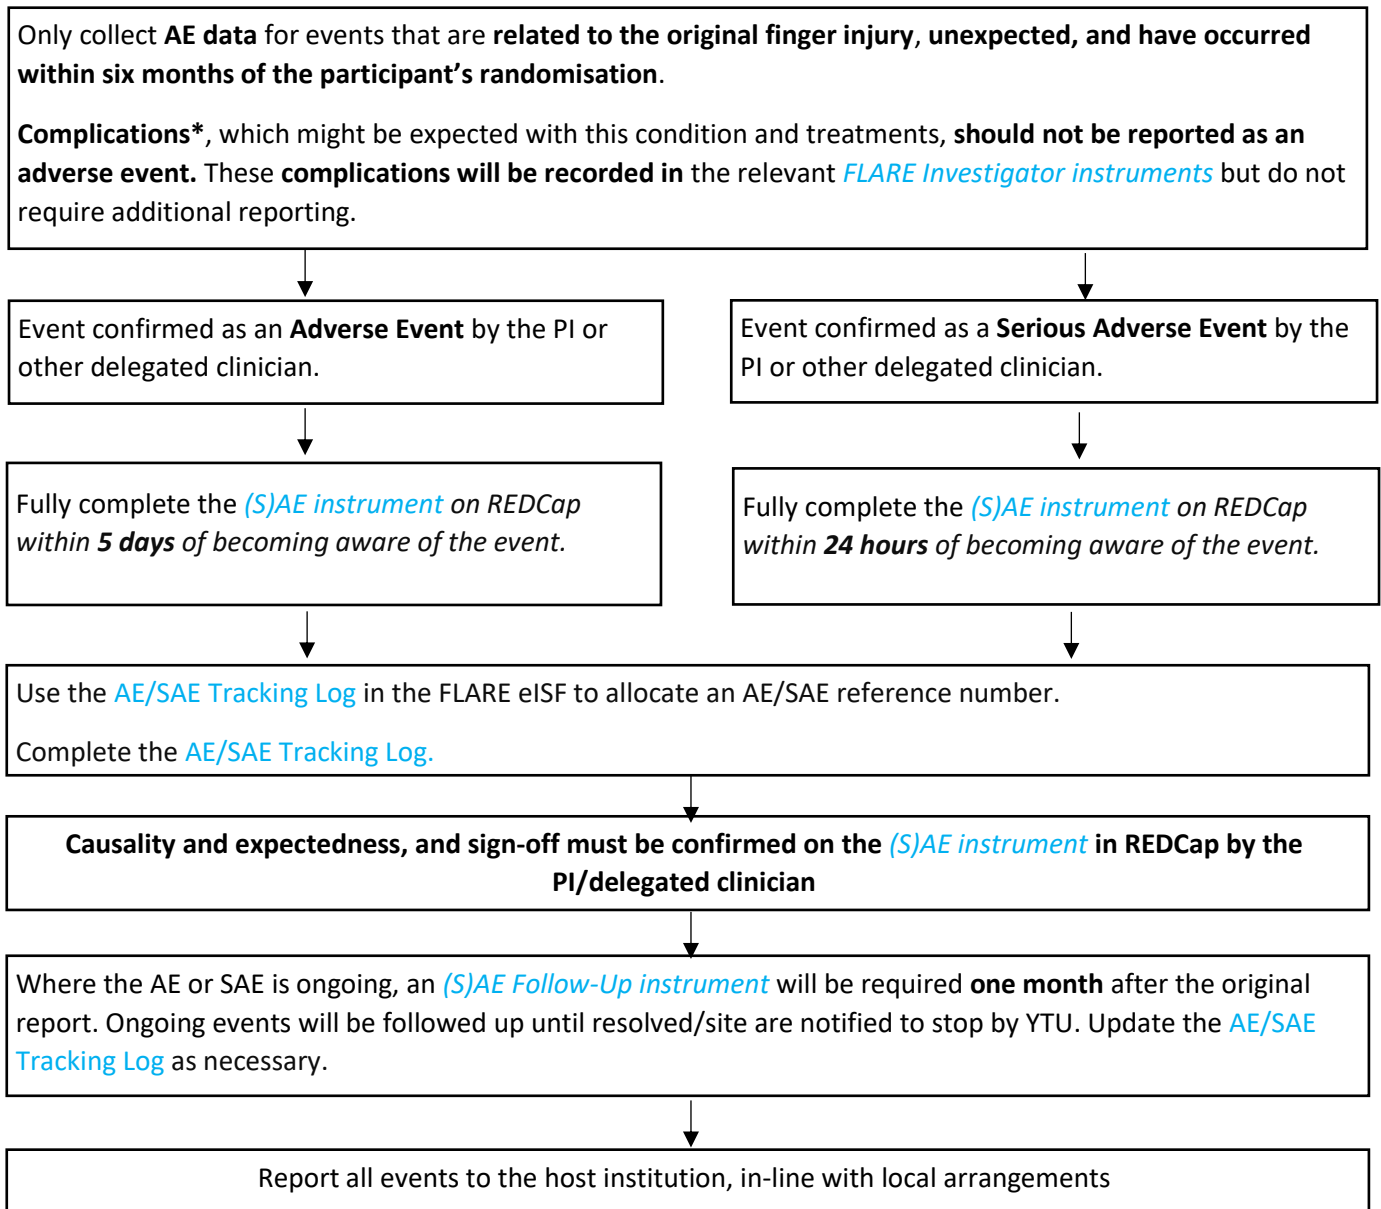 Only collect AE data for events that are related to the original finger injury, unexpected, and have occurred
within six months of the participant's randomisation.
Complications*, which might be expected with this condition and treatments, should not be reported as an
adverse event. These complications will be recorded in the relevant FLARE Investigator instruments but do not
require additional reporting.
Event confirmed as an Adverse Event by the PI or
other delegated clinician.
Event confirmed as a Serious Adverse Event by the
PI or other delegated clinician.
Fully complete the (S)AE instrument on REDCap
within 5 days of becoming aware of the event.
Fully complete the (S)AE instrument on REDCap
within 24 hours of becoming aware of the event.
Use the AE/SAE Tracking Log in the FLARE eISF to allocate an AE/SAE reference number.
Complete the AE/SAE Tracking Log.
Causality and expectedness, and sign-off must be confirmed on the (S)AE instrument in REDCap by the
PI/delegated clinician
Where the AE or SAE is ongoing, an (S)AE Follow-Up instrument will be required one month after the original
report. Ongoing events will be followed up until resolved/site are notified to stop by YTU. Update the AE/SAE
Tracking Log as necessary.
Report all events to the host institution, in-line with local arrangements